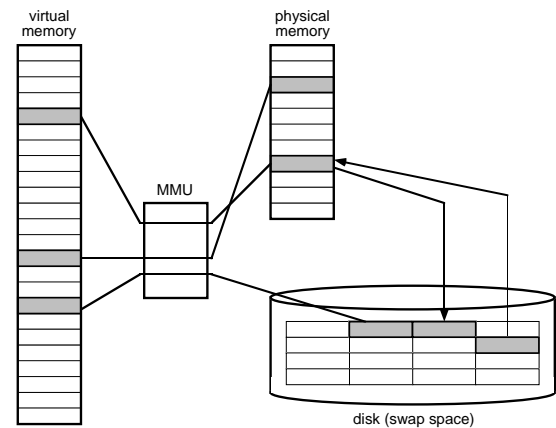 virtual
memory
physical
memory
MMU
disk (swap space)